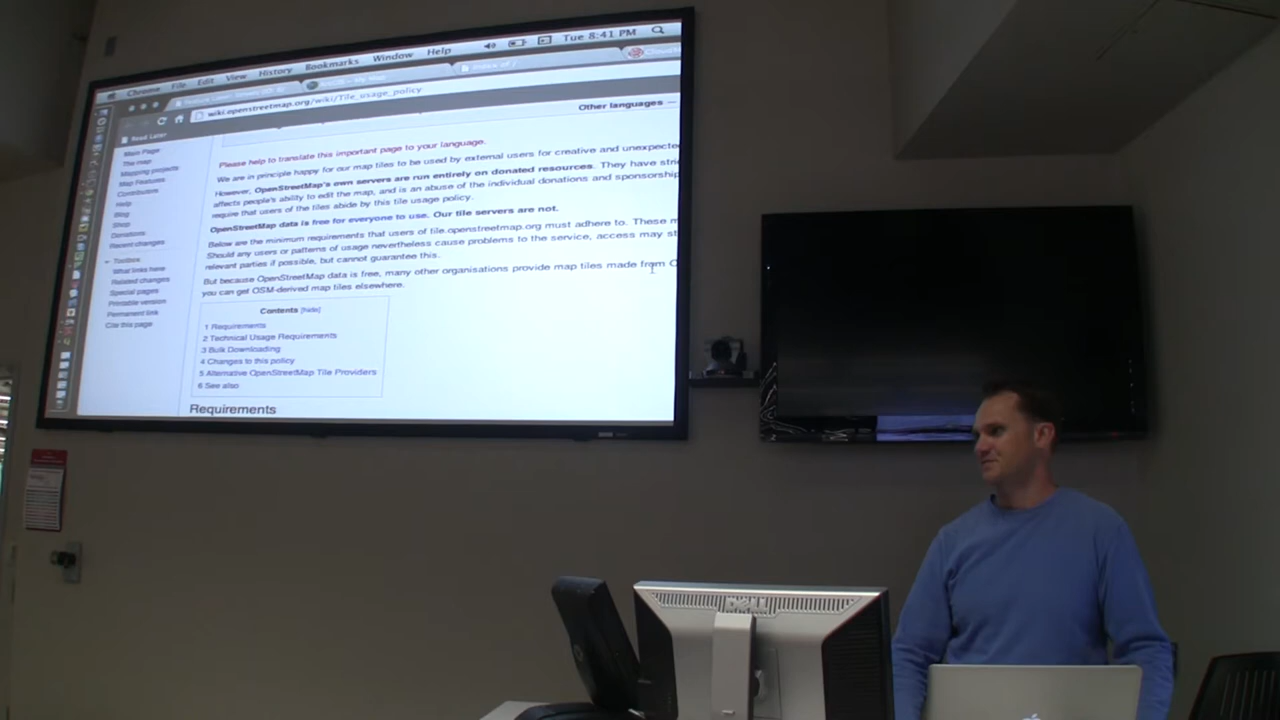 Chrome File Edit View History Bookmarks Window Help Tue 8:41 PM
wiki.openstreetmap.org/wiki/Tile_usage_policy
Read Later
Other languages —
Main Page
The map
Mapping projects
Map Features
Contributors
Help
Blog
Shop
Donations
Recent changes
Toolbox
What links here
Related changes
Special pages
Printable version
Permanent link
Cite this page
Please help to translate this important page to your language.
We are in principle happy for our map tiles to be used by external users for creative and unexpecte
However, OpenStreetMap's own servers are run entirely on donated resources. They have stri
affects people's ability to edit the map, and is an abuse of the individual donations and sponsorship
require that users of the tiles abide by this tile usage policy.
OpenStreetMap data is free for everyone to use. Our tile servers are not.
Below are the minimum requirements that users of tile.openstreetmap.org must adhere to. These m
Should any users or patterns of usage nevertheless cause problems to the service, access may st
relevant parties if possible, but cannot guarantee this.
But because OpenStreetMap data is free, many other organisations provide map tiles made from O
you can get OSM-derived map tiles elsewhere.
Contents [hide]
1 Requirements
2 Technical Usage Requirements
3 Bulk Downloading
4 Changes to this policy
5 Alternative OpenStreetMap Tile Providers
6 See also
Requirements
DELL